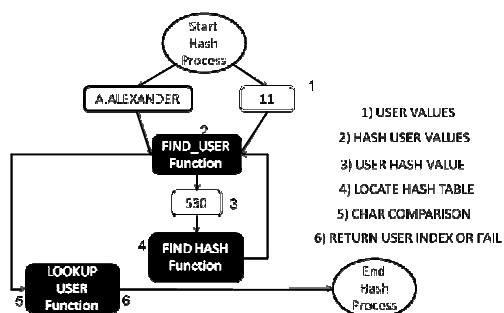 Start
Hash
Process
A.ALEXANDER
11
1
2
FIND_USER
Function
530
3
4
FIND HASH
Function
LOOKUP
USER
Function
5
6
End
Hash
Process
1) USER VALUES
2) HASH USER VALUES
3) USER HASH VALUE
4) LOCATE HASH TABLE
5) CHAR COMPARISON
6) RETURN USER INDEX OR FAIL